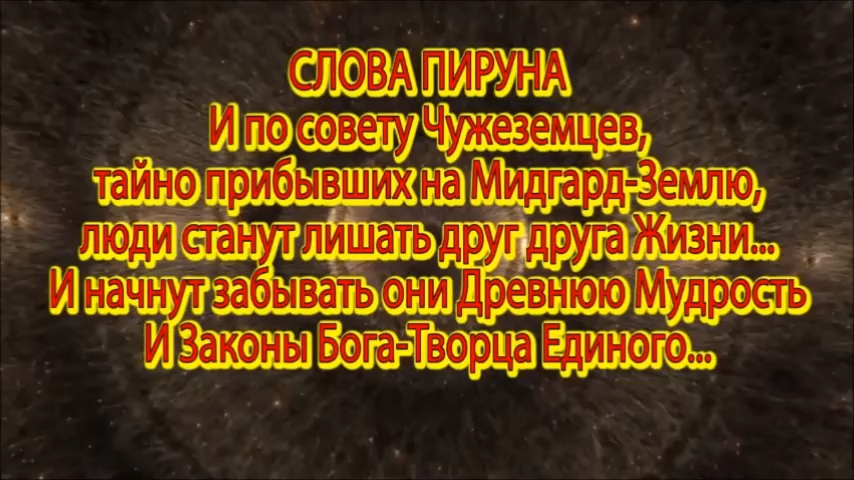 СЛОВА ПИРУНА
И по совету Чужеземцев,
тайно прибывших на Мидгард-Землю,
люди станут лишать друг друга Жизни...
И начнут забывать они Древнюю Мудрость
И Законы Бога-Творца Единого...